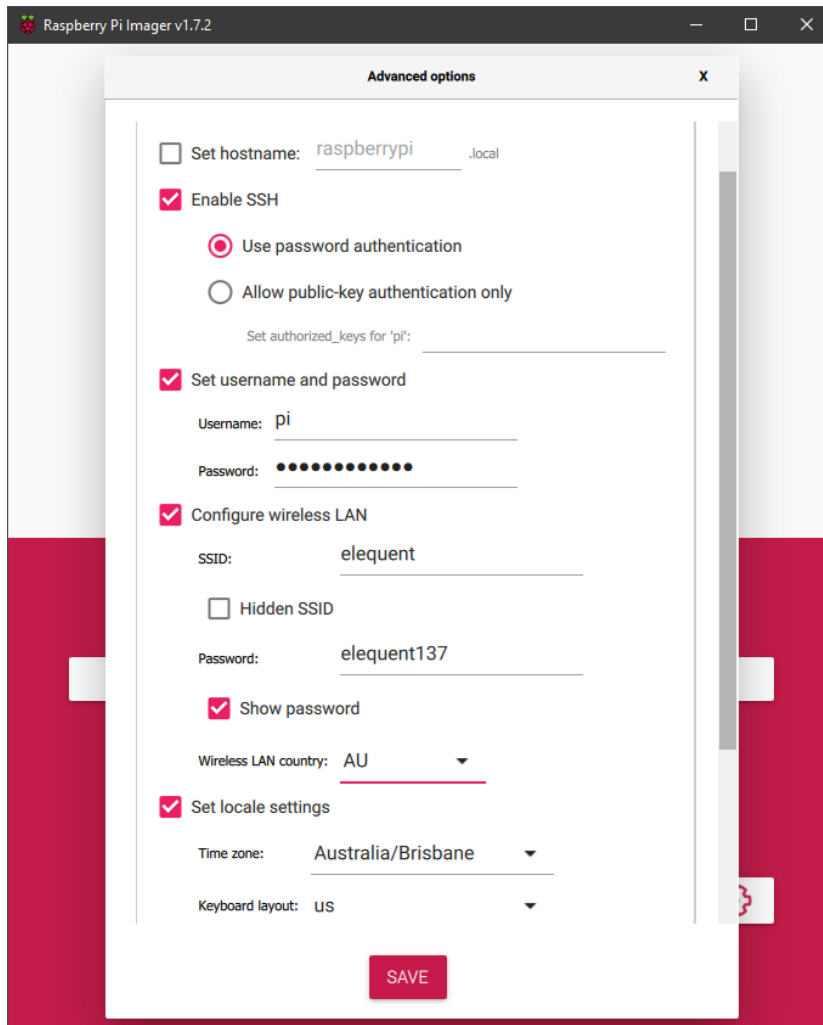 Raspberry Pi Imager v1.7.2
Advanced options X
Set hostname: raspberrypi .local
Enable SSH
Use password authentication
Allow public-key authentication only
Set authorized_keys for 'pi':
Set username and password
Username: pi
Password: ●●●●●●●●●●●●
Configure wireless LAN
SSID: elequent
Hidden SSID
Password: elequent137
Show password
Wireless LAN country: AU
Set locale settings
Time zone: Australia/Brisbane
Keyboard layout: us
SAVE